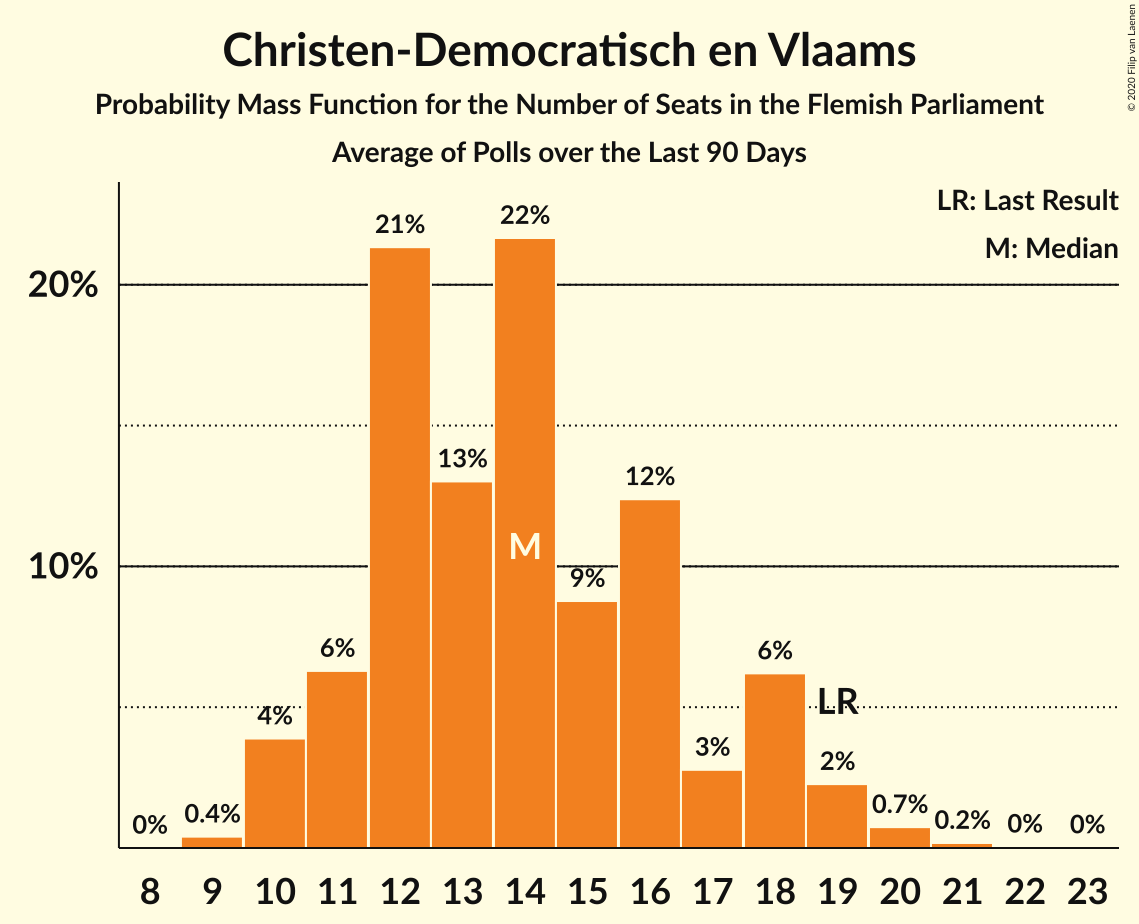 Christen-Democratisch en Vlaams
Probability Mass Function for the Number of Seats in the Flemish Parliament
Average of Polls over the Last 90 Days
© 2020 Filip van Laenen
LR: Last Result
M: Median
20%
10%
0%
0.4%
4%
6%
21%
13%
22%
9%
12%
3%
6%
2%
0.7%
0.2%
0%
0%
M
LR
8 9 10 11 12 13 14 15 16 17 18 19 20 21 22 23